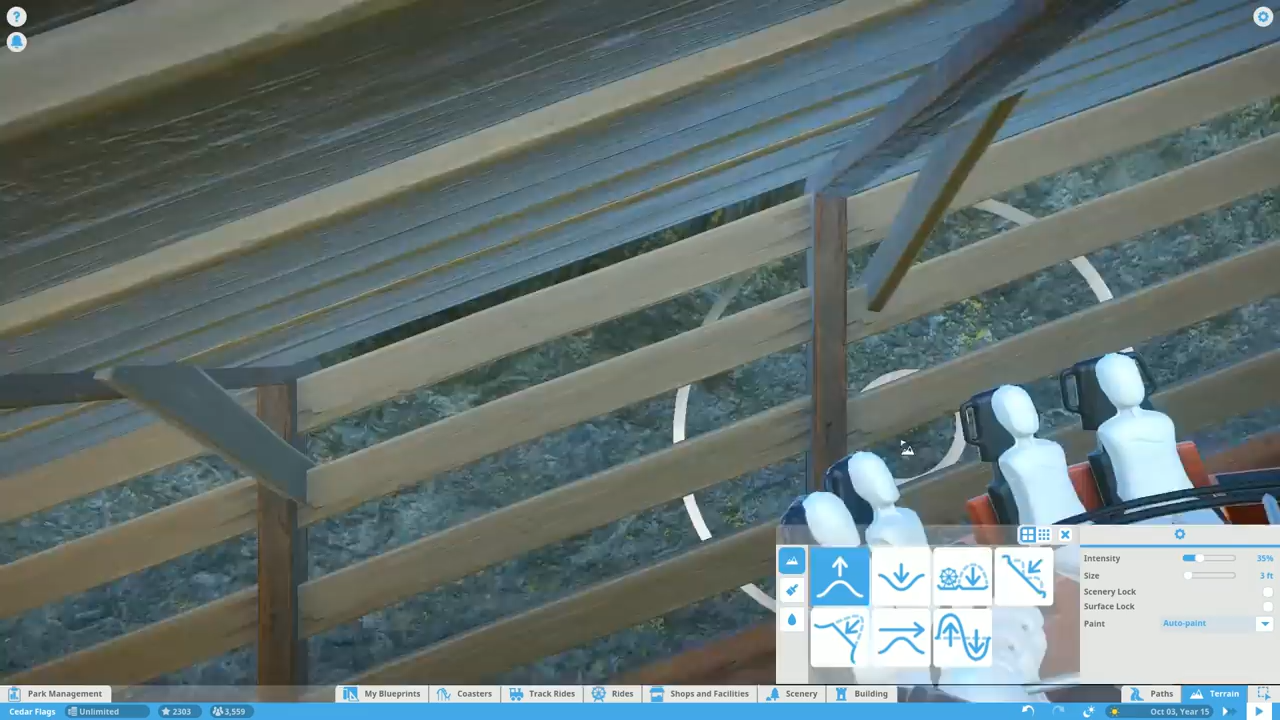 ?
Intensity 35%
Size 3 ft
Scenery Lock
Surface Lock
Paint Auto-paint
Park Management My Blueprints Coasters Track Rides Rides Shops and Facilities Scenery Building Paths Terrain
Cedar Flags Unlimited 2303 3,559 Oct 03, Year 15